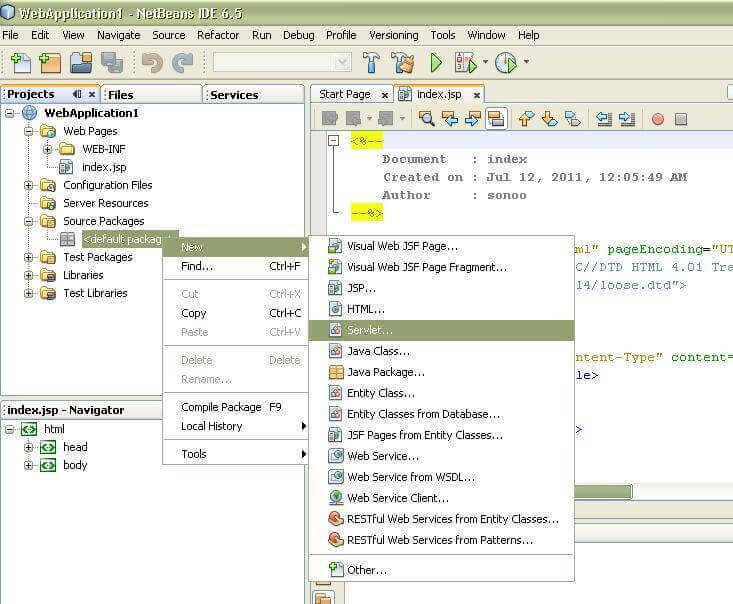 WebApplication1 - NetBeans IDE 6.5
File Edit View Navigate Source Refactor Run Debug Profile Versioning Tools Window Help
Projects Files Services
WebApplication1
Web Pages
WEB-INF
index.jsp
Configuration Files
Server Resources
Source Packages
<default package>
Test Packages
Libraries
Test Libraries
Start Page index.jsp
<%--
Document : index
Created on : Jul 12, 2011, 12:05:49 AM
Author : sonoo
--%>
ml" pageEncoding="UT
C//DTD HTML 4.01 Tra
14/loose.dtd">
ntent-Type" content=
le>
>
New
Find... Ctrl+F
Cut Ctrl+X
Copy Ctrl+C
Paste Ctrl+V
Delete Delete
Rename...
Compile Package F9
Local History
Tools
Visual Web JSF Page...
Visual Web JSF Page Fragment...
JSP...
HTML...
Servlet...
Java Class...
Java Package...
Entity Class...
Entity Classes from Database...
JSF Pages from Entity Classes...
Web Service...
Web Service from WSDL...
Web Service Client...
RESTful Web Services from Entity Classes...
RESTful Web Services from Patterns...
Other...
index.jsp - Navigator
html
head
body